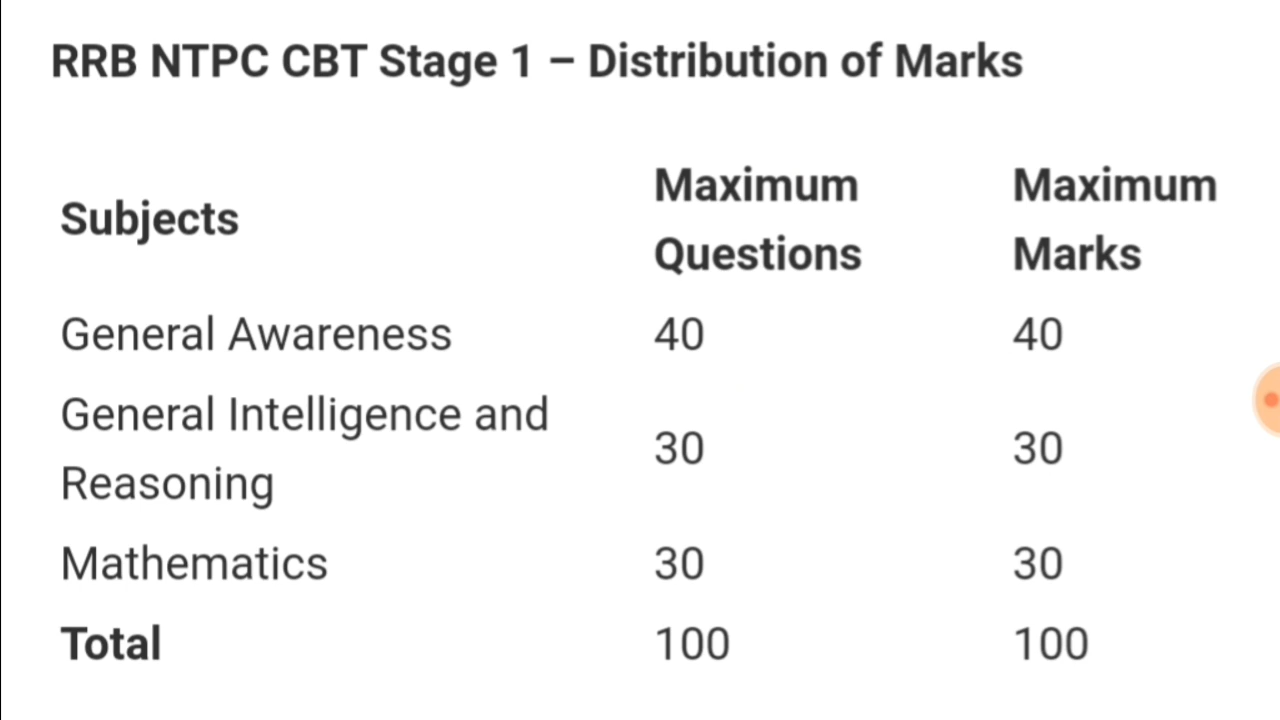 RRB NTPC CBT Stage 1 – Distribution of Marks
Subjects Maximum Questions Maximum Marks
General Awareness 40 40
General Intelligence and Reasoning 30 30
Mathematics 30 30
Total 100 100